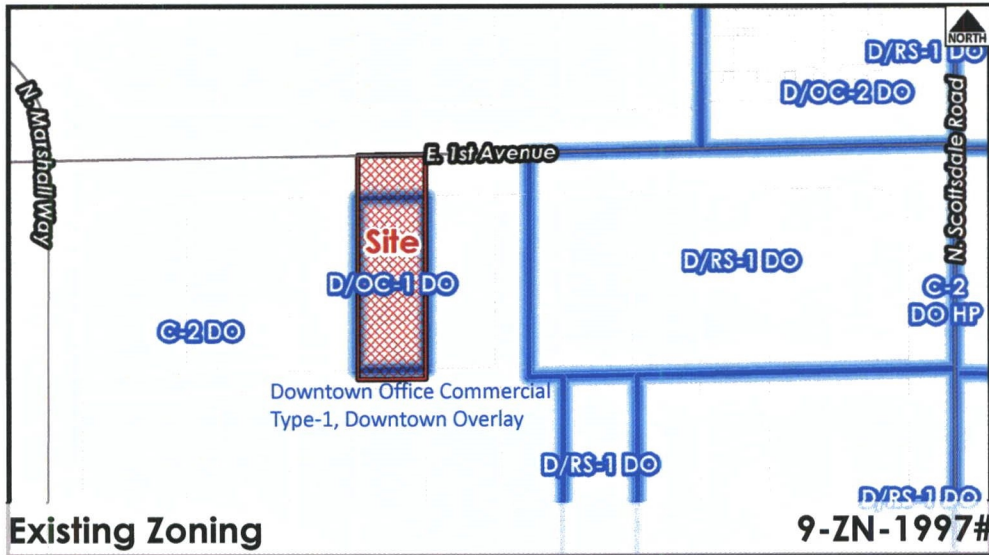 NORTH
D/RS-1 DO
D/OC-2 DO
N. Marshall Way
E. 1st Avenue
N. Scottsdale Road
Site
D/RS-1 DO
D/OC-1 DO
C-2
DO HP
C-2 DO
Downtown Office Commercial
Type-1, Downtown Overlay
D/RS-1 DO
D/RS-1 DO
Existing Zoning
9-ZN-1997#